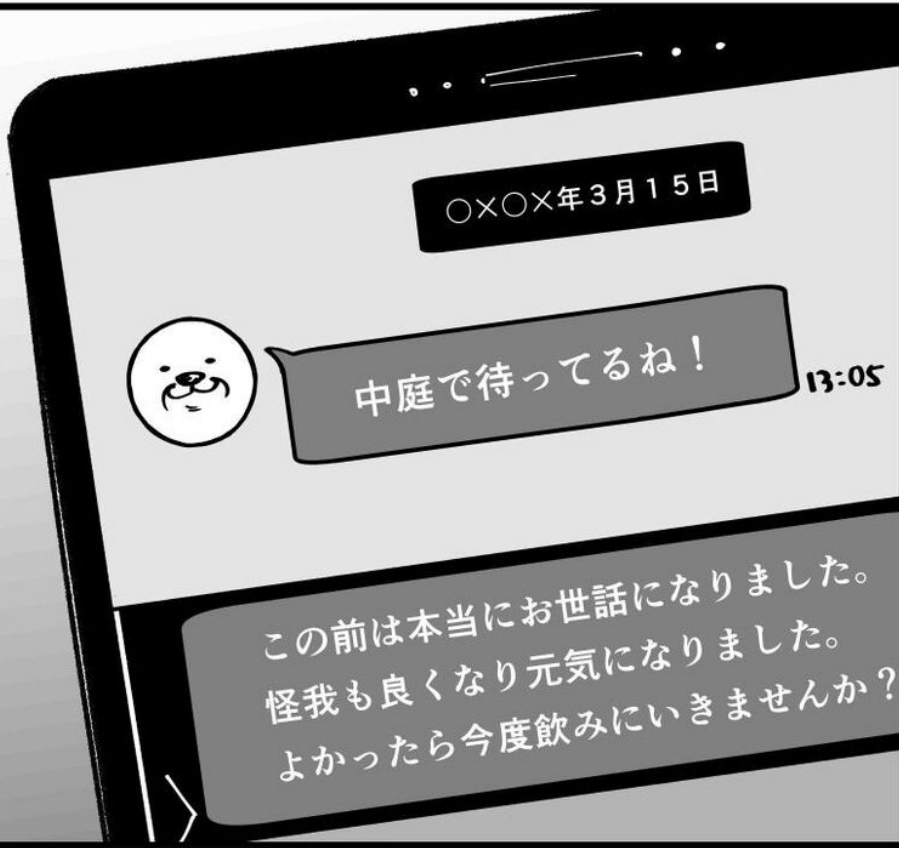 ○×○×年3月15日
中庭で待ってるね！
13:05
この前は本当にお世話になりました。
怪我も良くなり元気になりました。
よかったら今度飲みにいきませんか？